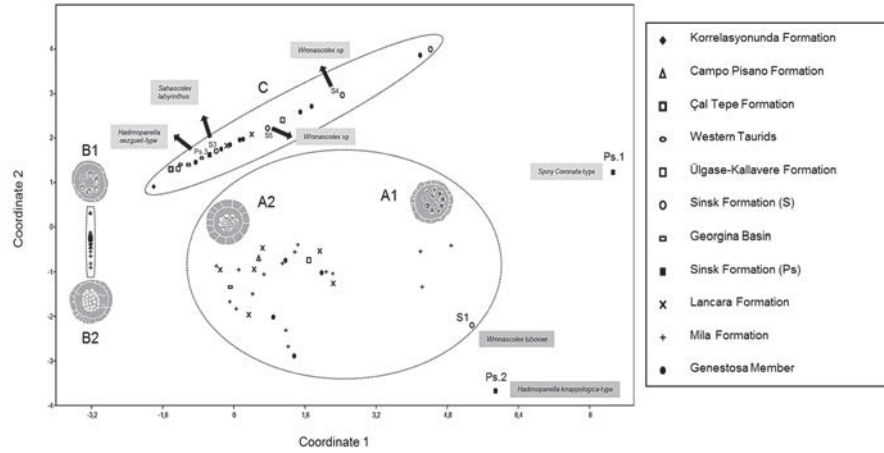 Coordinate 2
4
3
2
1
0
-1
-2
-3
-4
-3,2
-1,6
0
1,6
3,2
4,8
6,4
8
Coordinate 1
Wronascolex sp
Sahascolex
labyrinthus
C
S4
Hadimopanella
oezgueli-type
Ps.3
S3
S5
Wronascolex sp
B1
B2
A2
A1
Ps.1
Spiny Comnata-type
S1
Wronascolex lubovae
Ps.2
Hadimopanella knappologica-type
Korrelasyonunda Formation
Campo Pisano Formation
Çal Tepe Formation
Western Taurids
Ülgase-Kallavere Formation
Sinsk Formation (S)
Georgina Basin
Sinsk Formation (Ps)
Lancara Formation
Mila Formation
Genestosa Member